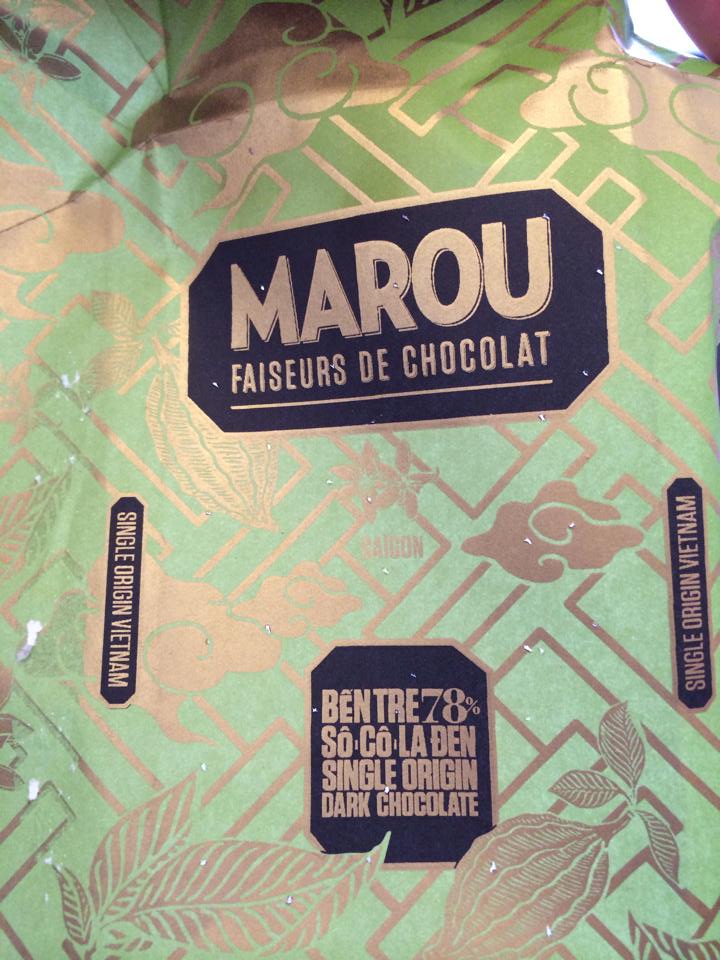 MAROU
FAISEURS DE CHOCOLAT
SAIGON
SINGLE ORIGIN VIETNAM
SINGLE ORIGIN VIETNAM
BẾN TRE 78%
SÔ·CÔ·LA ĐEN
SINGLE ORIGIN
DARK CHOCOLATE